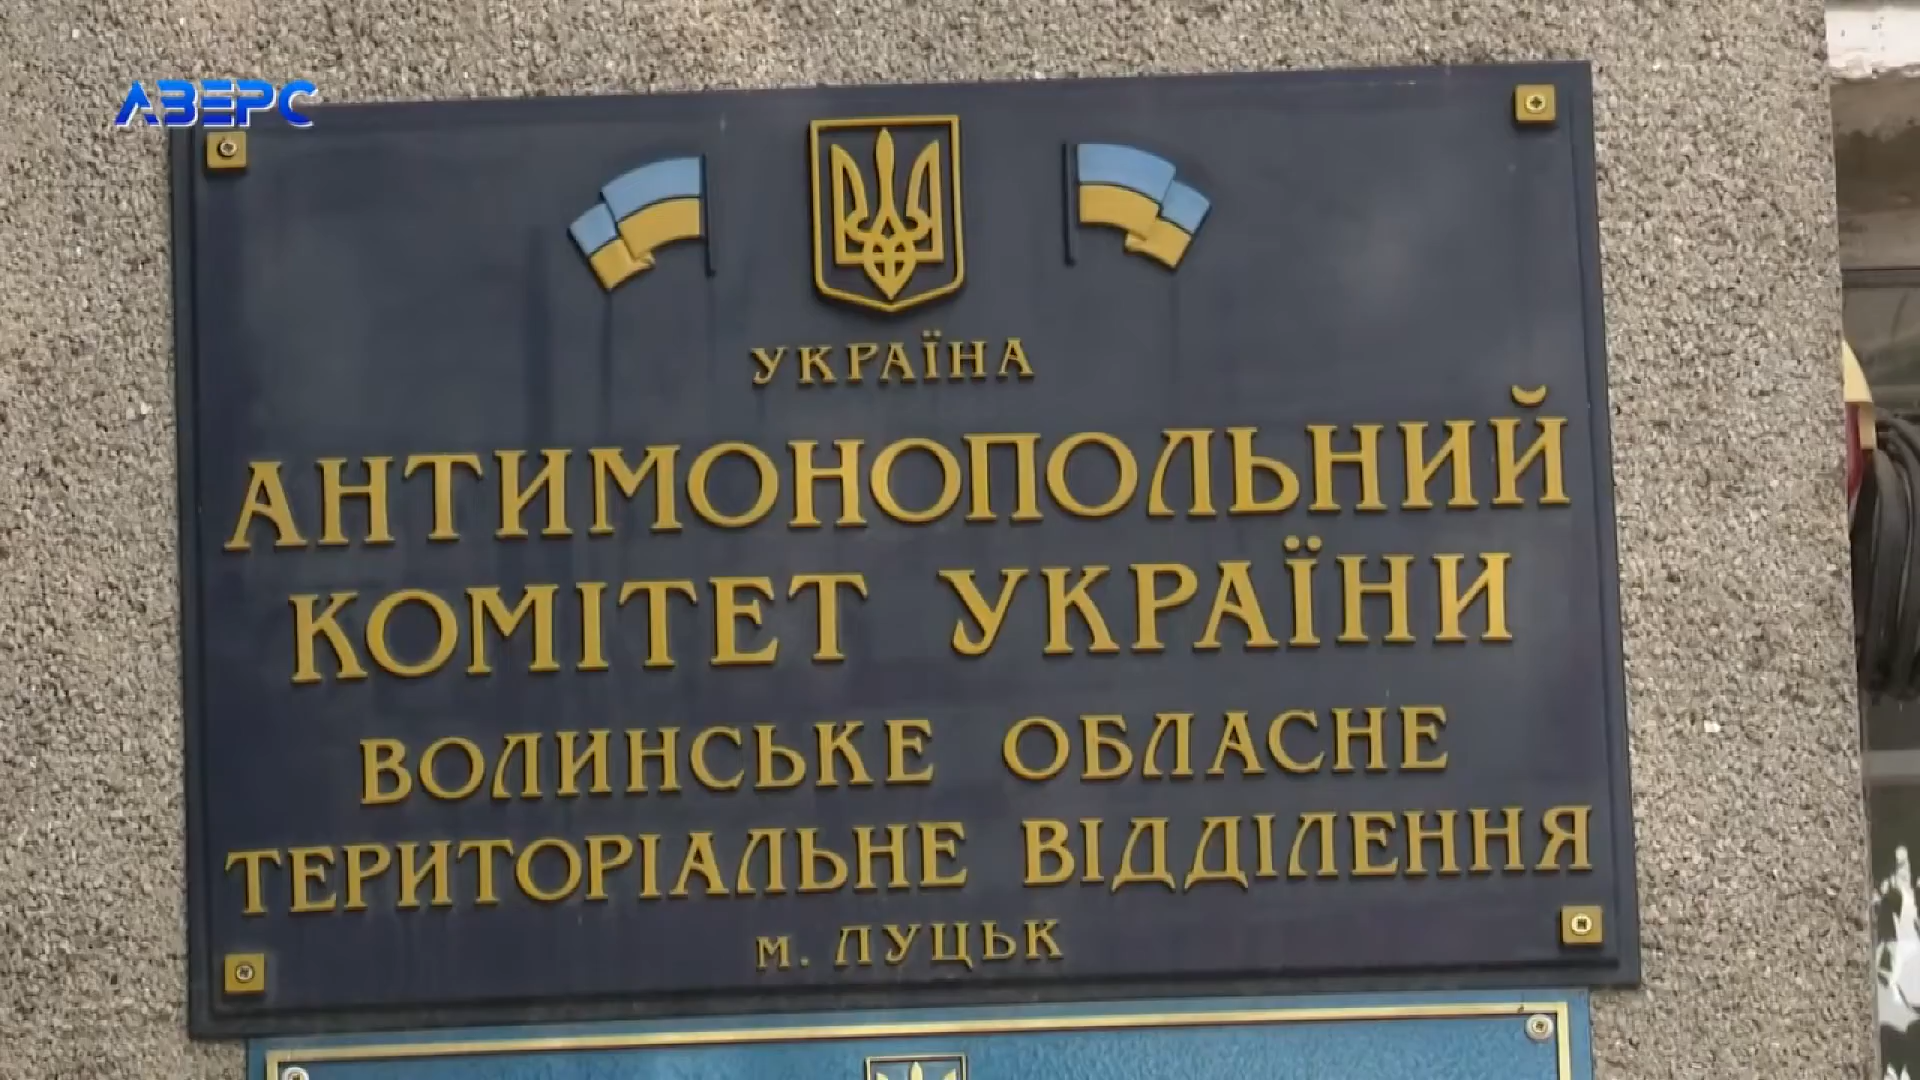 АВЕРС
УКРАЇНА
АНТИМОНОПОЛЬНИЙ
КОМІТЕТ УКРАЇНИ
ВОЛИНСЬКЕ ОБЛАСНЕ
ТЕРИТОРІАЛЬНЕ ВІДДІЛЕННЯ
м. ЛУЦЬК